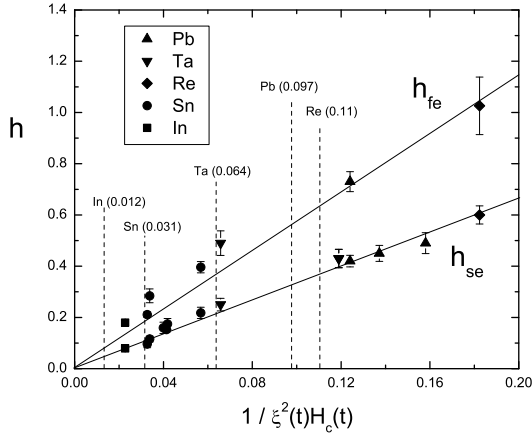 h
1.4
1.2
1.0
0.8
0.6
0.4
0.2
0.0
Pb
Ta
Re
Sn
In
In (0.012)
Sn (0.031)
Ta (0.064)
Pb (0.097)
Re (0.11)
h_fe
h_se
0.00 0.04 0.08 0.12 0.16 0.20
1 / ξ²(t)H_c(t)